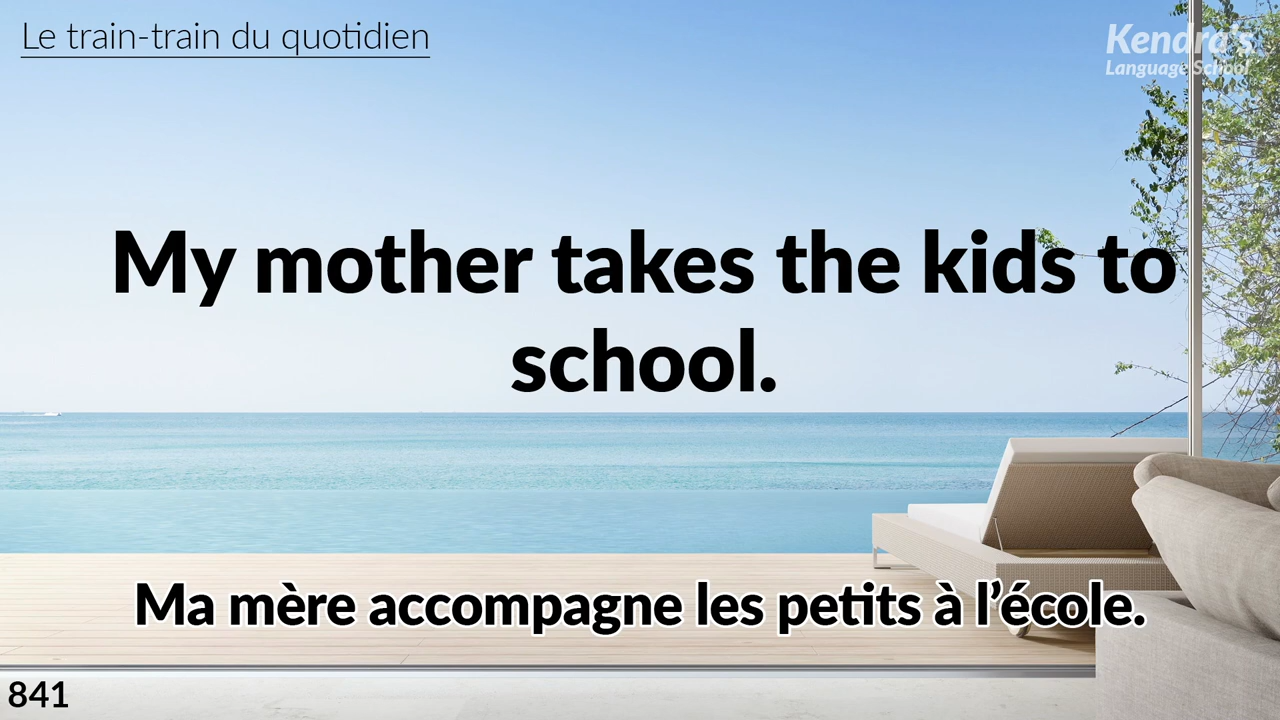 Le train-train du quotidien
Kendra's
Language School
My mother takes the kids to
school.
Ma mère accompagne les petits à l’école.
841